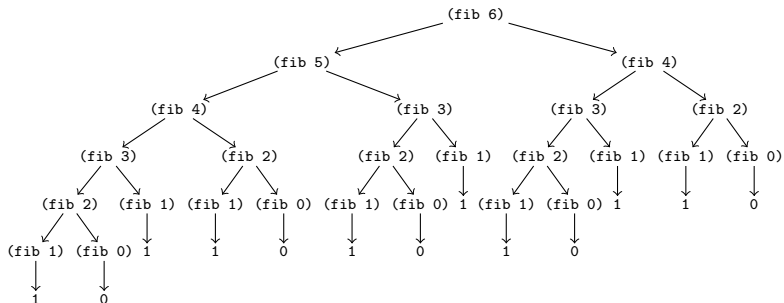 (fib 6)
(fib 5) (fib 4)
(fib 4) (fib 3) (fib 3) (fib 2)
(fib 3) (fib 2) (fib 2) (fib 1) (fib 2) (fib 1) (fib 1) (fib 0)
(fib 2) (fib 1) (fib 1) (fib 0) (fib 1) (fib 0) 1 (fib 1) (fib 0) 1 1 0
(fib 1) (fib 0) 1 1 0 1 0 1 0
1 0